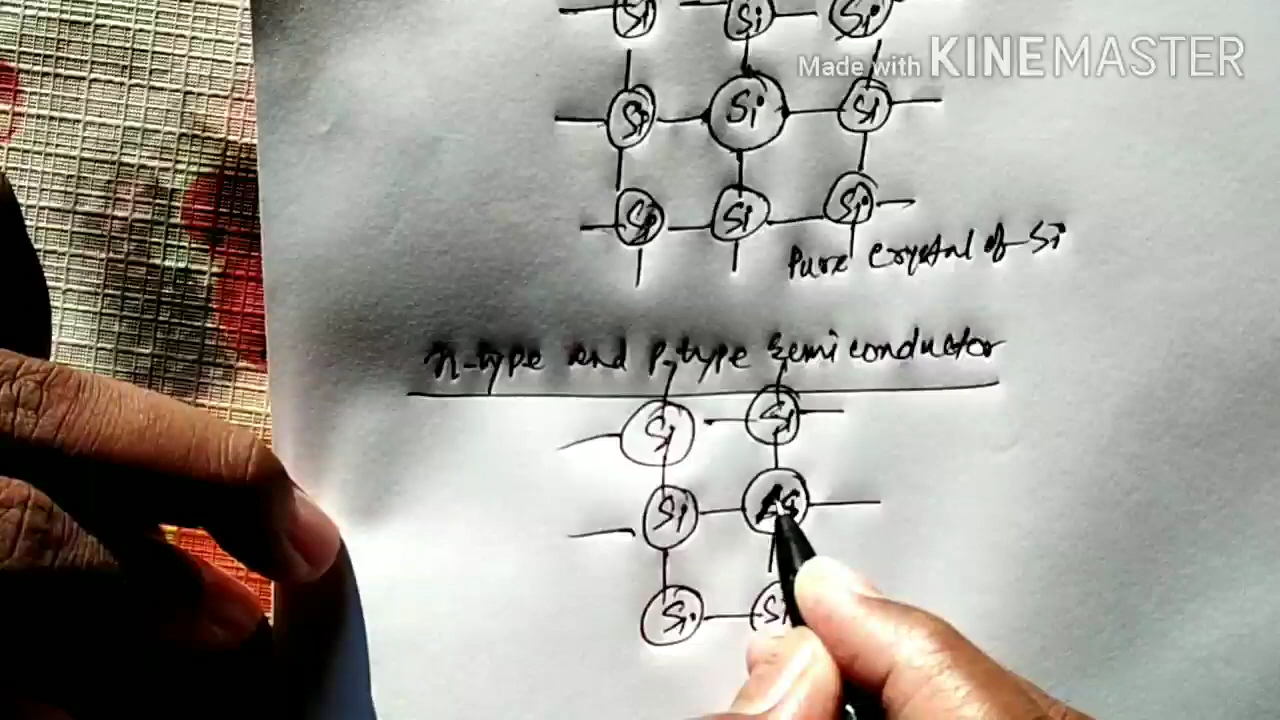 Si Si Si
Made with KINEMASTER
Si Si Si
Si Si Si
Pure crystal of Si
n-type and p-type semiconductor
Si Si
Si As
Si Si